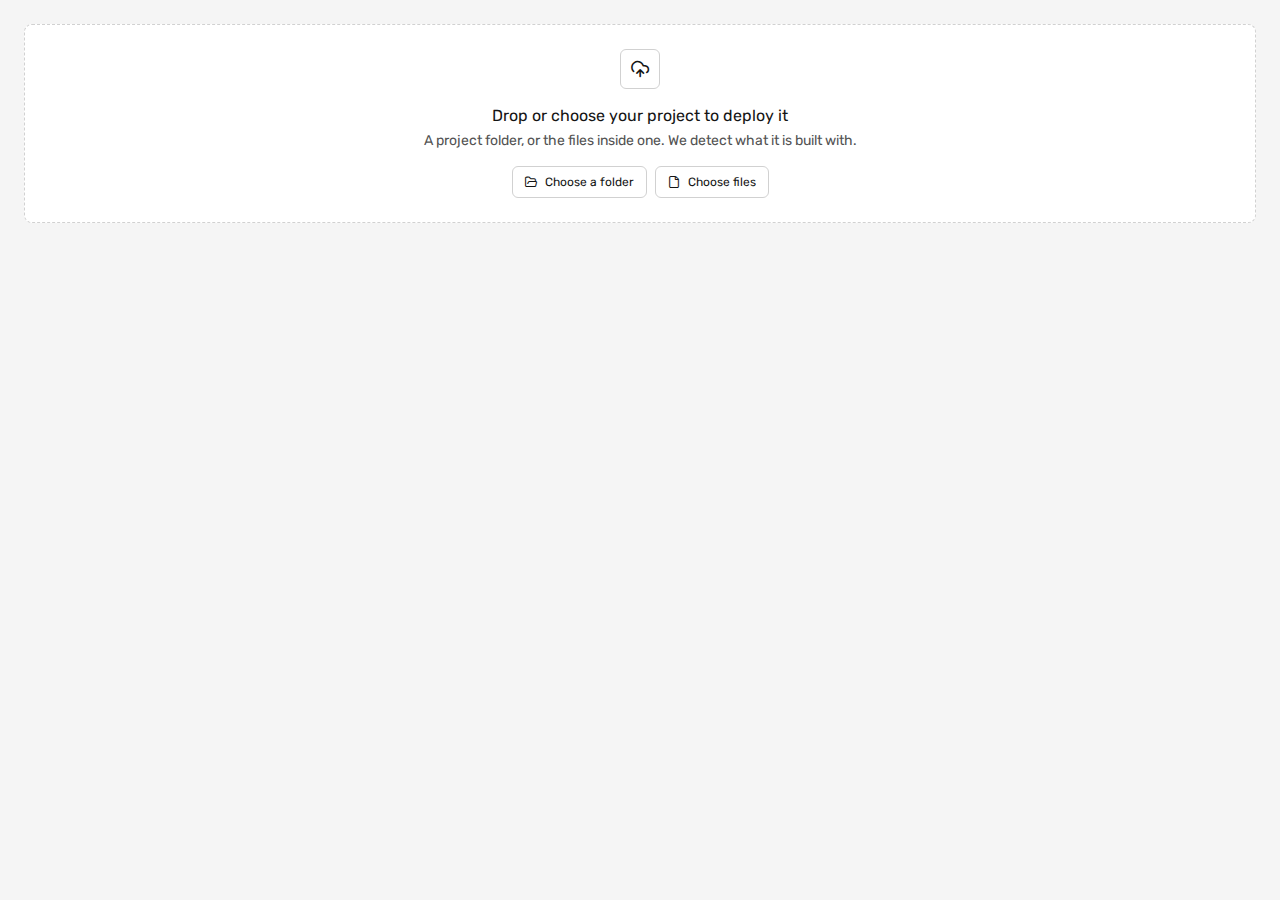 Drop or choose your project to deploy it
A project folder, or the files inside one. We detect what it is built with.
Choose a folder
Choose files